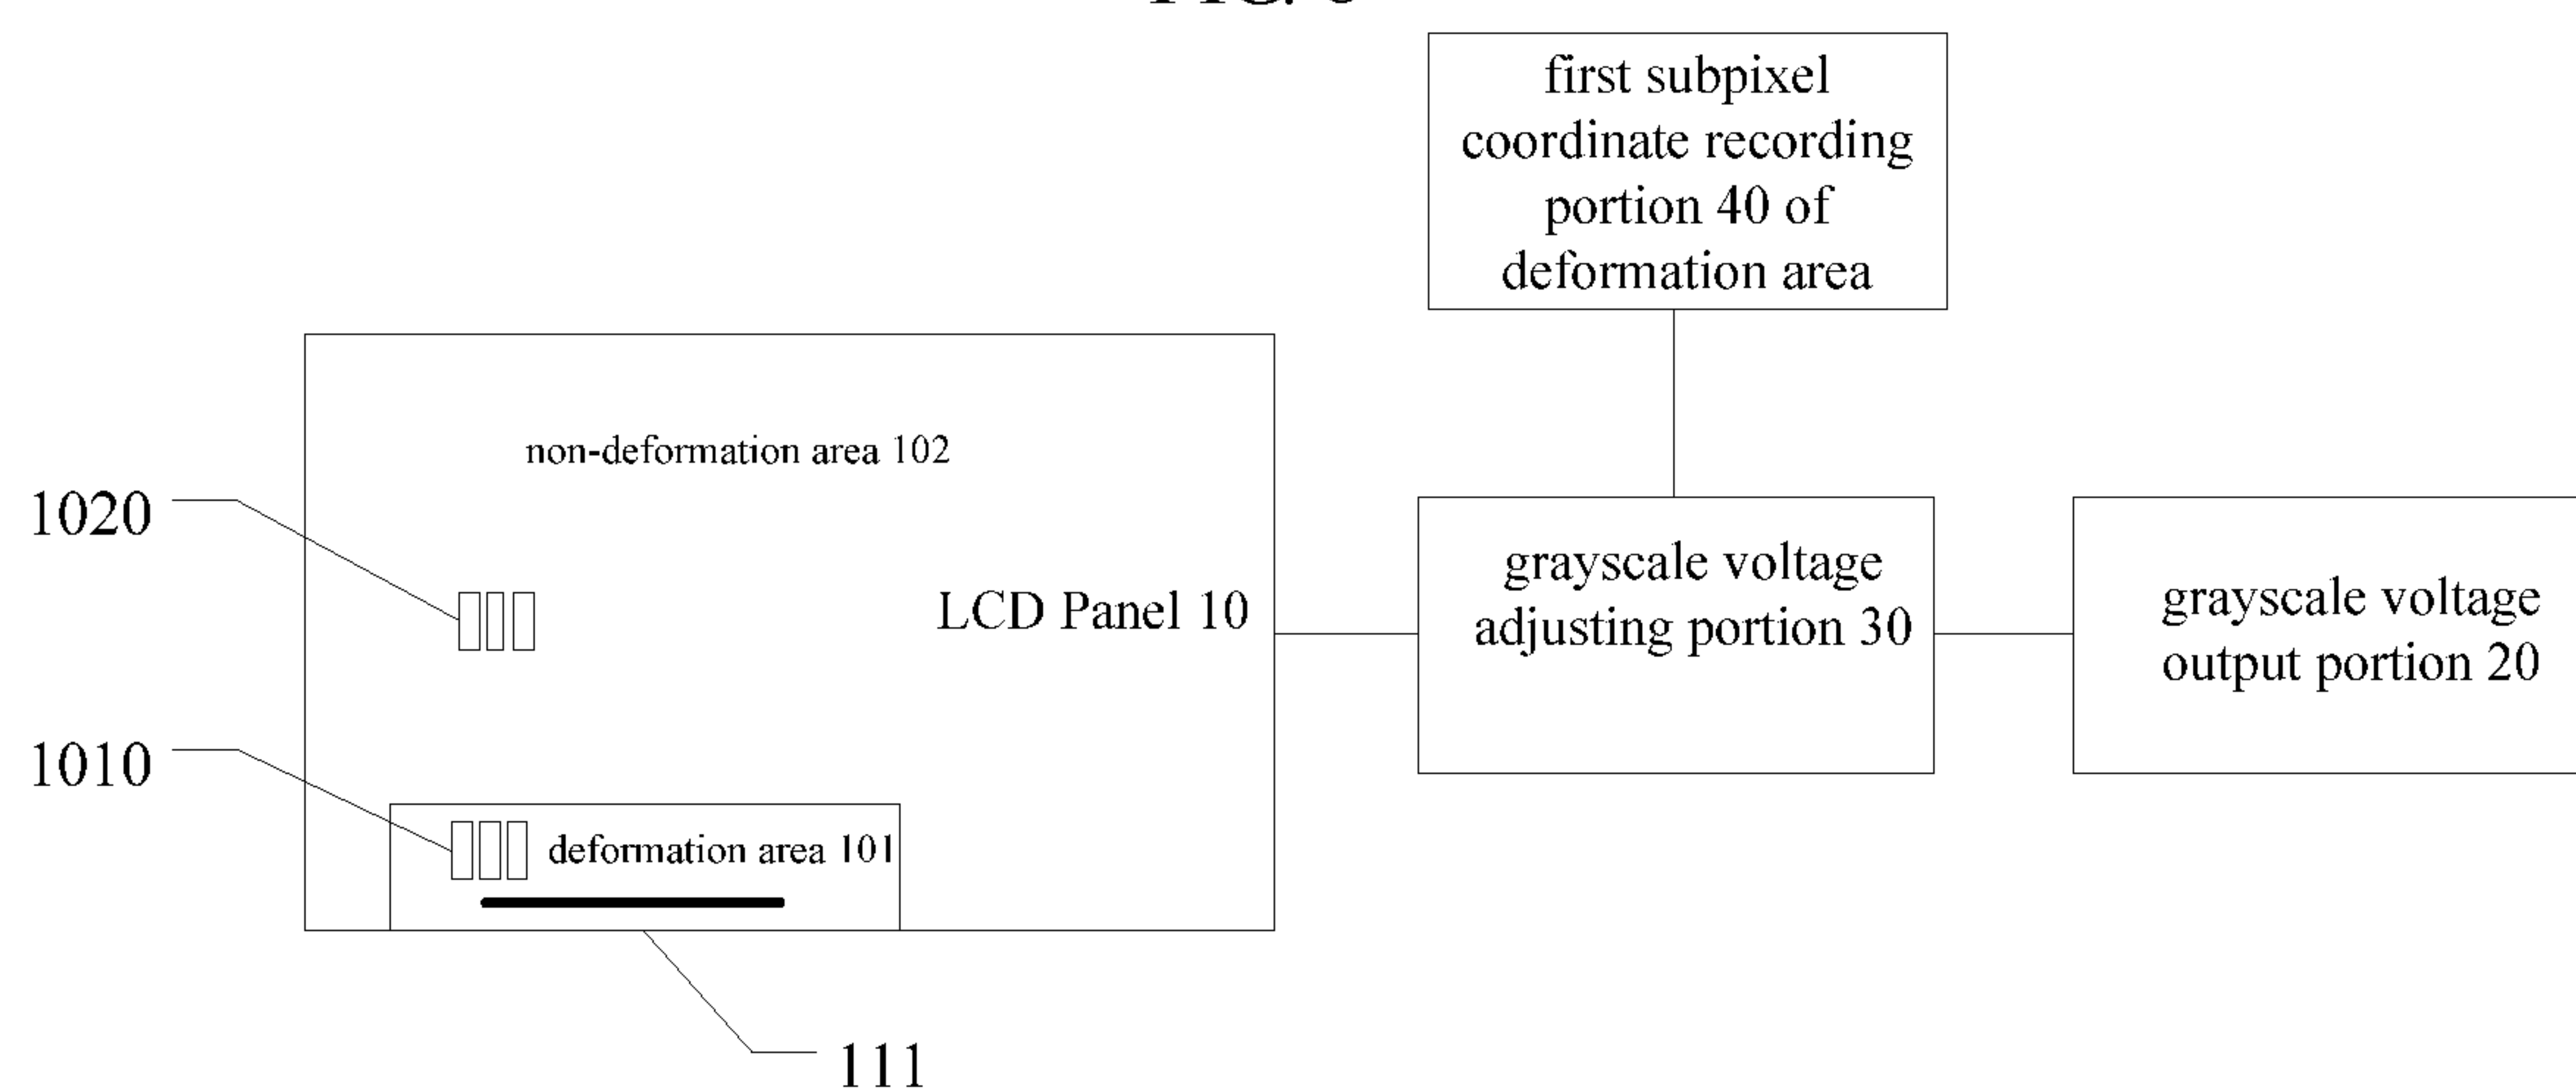 first subpixel
coordinate recording
portion 40 of
deformation area
non-deformation area 102
1020
LCD Panel 10
grayscale voltage
adjusting portion 30
grayscale voltage
output portion 20
1010
deformation area 101
111